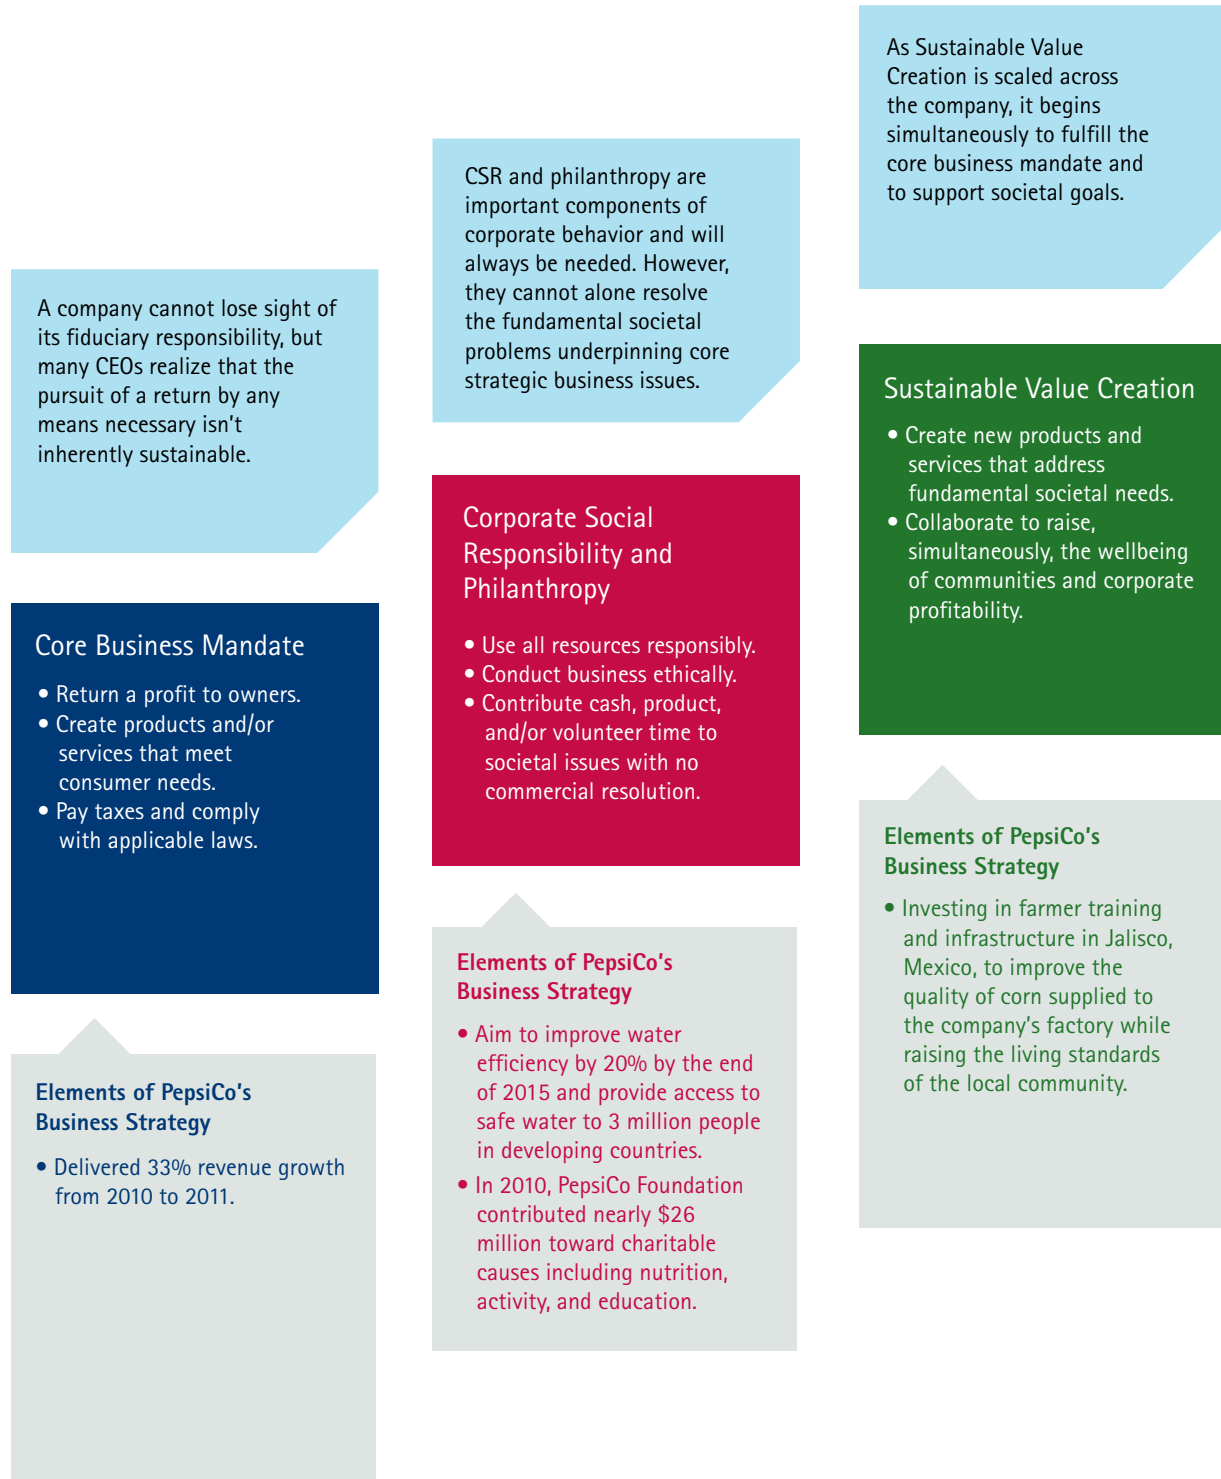 A company cannot lose sight of
its fiduciary responsibility, but
many CEOs realize that the
pursuit of a return by any
means necessary isn't
inherently sustainable.
Core Business Mandate
• Return a profit to owners.
• Create products and/or
services that meet
consumer needs.
• Pay taxes and comply
with applicable laws.
Elements of PepsiCo's
Business Strategy
• Delivered 33% revenue growth
from 2010 to 2011.
CSR and philanthropy are
important components of
corporate behavior and will
always be needed. However,
they cannot alone resolve
the fundamental societal
problems underpinning core
strategic business issues.
Corporate Social
Responsibility and
Philanthropy
• Use all resources responsibly.
• Conduct business ethically.
• Contribute cash, product,
and/or volunteer time to
societal issues with no
commercial resolution.
Elements of PepsiCo's
Business Strategy
• Aim to improve water
efficiency by 20% by the end
of 2015 and provide access to
safe water to 3 million people
in developing countries.
• In 2010, PepsiCo Foundation
contributed nearly $26
million toward charitable
causes including nutrition,
activity, and education.
As Sustainable Value
Creation is scaled across
the company, it begins
simultaneously to fulfill the
core business mandate and
to support societal goals.
Sustainable Value Creation
• Create new products and
services that address
fundamental societal needs.
• Collaborate to raise,
simultaneously, the wellbeing
of communities and corporate
profitability.
Elements of PepsiCo's
Business Strategy
• Investing in farmer training
and infrastructure in Jalisco,
Mexico, to improve the
quality of corn supplied to
the company's factory while
raising the living standards
of the local community.